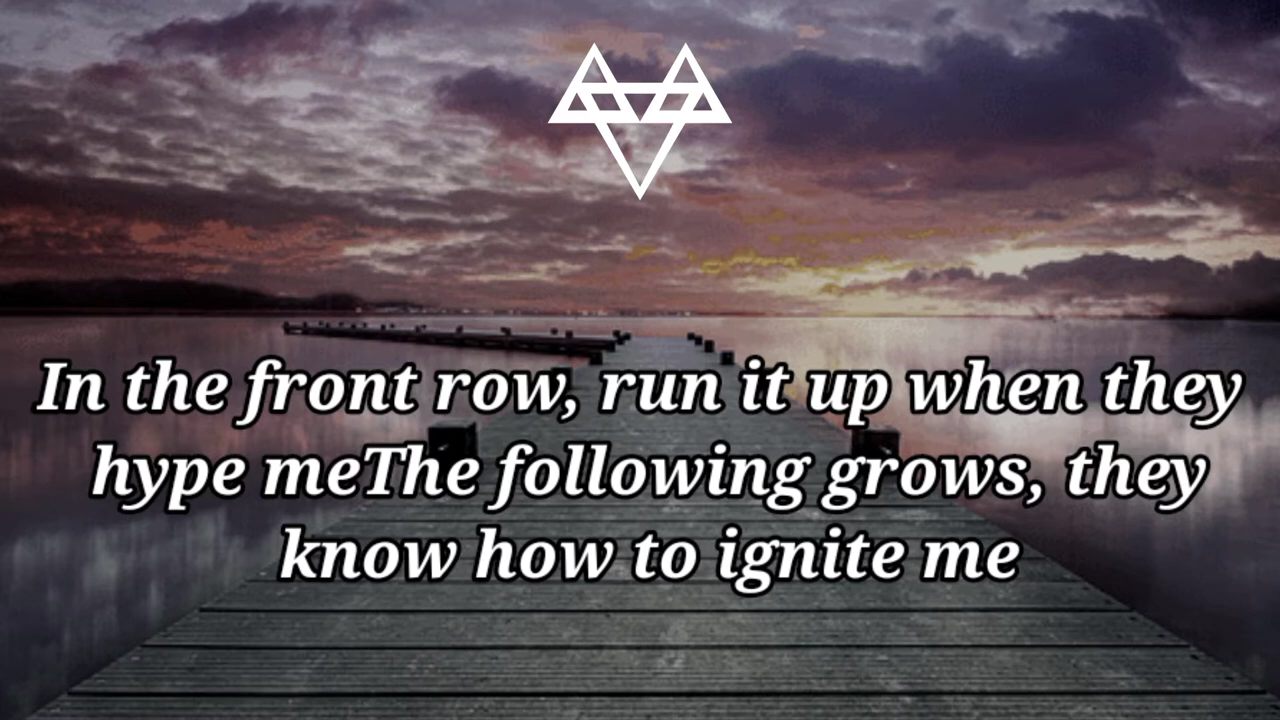 In the front row, run it up when they
hype meThe following grows, they
know how to ignite me